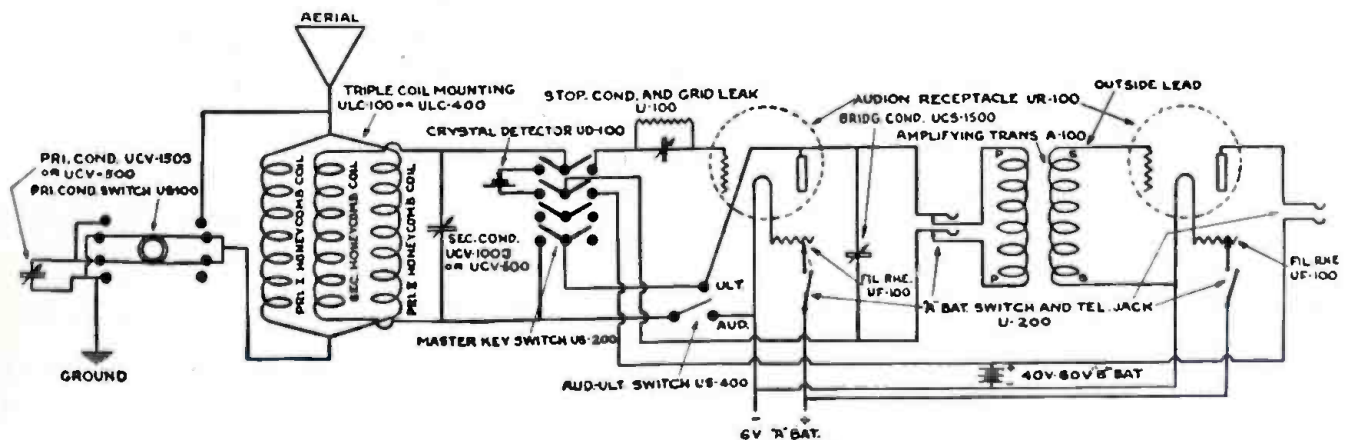 AERIAL
TRIPLE COIL MOUNTING
ULC-100 OR ULC-400
STOP. COND. AND GRID LEAK
U-100
AUDION RECEPTACLE UR-100
OUTSIDE LEAD
BRIDG COND. UCS-1500
CRYSTAL DETECTOR UD-100
AMPLIFYING TRANS A-100
PRI. COND. UCV-1503
OR UCV-500
PRI. COND SWITCH US-100
PRI I HONEYCOMB COIL
SEC. HONEYCOMB COIL
PRI II HONEYCOMB COIL
SEC. COND.
UCV-1003
OR UCV-500
P
S
P
S
FIL. RHE.
UF-100
FIL RHE
UF-100
ULT.
AUD.
"A" BAT. SWITCH AND TEL. JACK
U-200
MASTER KEY SWITCH US-200
GROUND
AUD-ULT. SWITCH US-400
+
-
40V-60V "B" BAT
- +
6V "A" BAT.